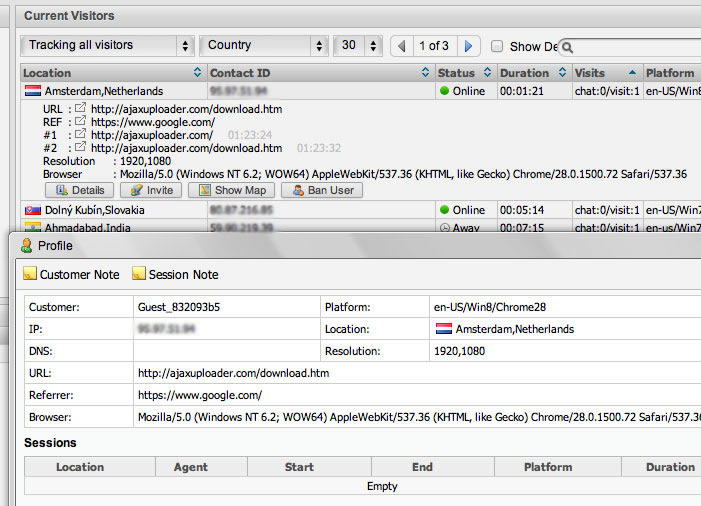 Current Visitors
Tracking all visitors Country 30 1 of 3 Show De
Location Contact ID Status Duration Visits Platform
Amsterdam,Netherlands Online 00:01:21 chat:0/visit:1 en-US/Win8
URL : http://ajaxuploader.com/download.htm
REF : https://www.google.com/
#1 : http://ajaxuploader.com/ 01:23:24
#2 : http://ajaxuploader.com/download.htm 01:23:32
Resolution : 1920,1080
Browser : Mozilla/5.0 (Windows NT 6.2; WOW64) AppleWebKit/537.36 (KHTML, like Gecko) Chrome/28.0.1500.72 Safari/537.36
Details Invite Show Map Ban User
Dolný Kubín,Slovakia Online 00:05:14 chat:0/visit:1 en-US/Win7
Ahmadabad,India Away 00:07:15 chat:0/visit:1 en-us/Win7
Profile
Customer Note Session Note
Customer: Guest_832093b5 Platform: en-US/Win8/Chrome28
IP: Location: Amsterdam,Netherlands
DNS: Resolution: 1920,1080
URL: http://ajaxuploader.com/download.htm
Referrer: https://www.google.com/
Browser: Mozilla/5.0 (Windows NT 6.2; WOW64) AppleWebKit/537.36 (KHTML, like Gecko) Chrome/28.0.1500.72 Safari/537.36
Sessions
Location Agent Start End Platform Duration
Empty